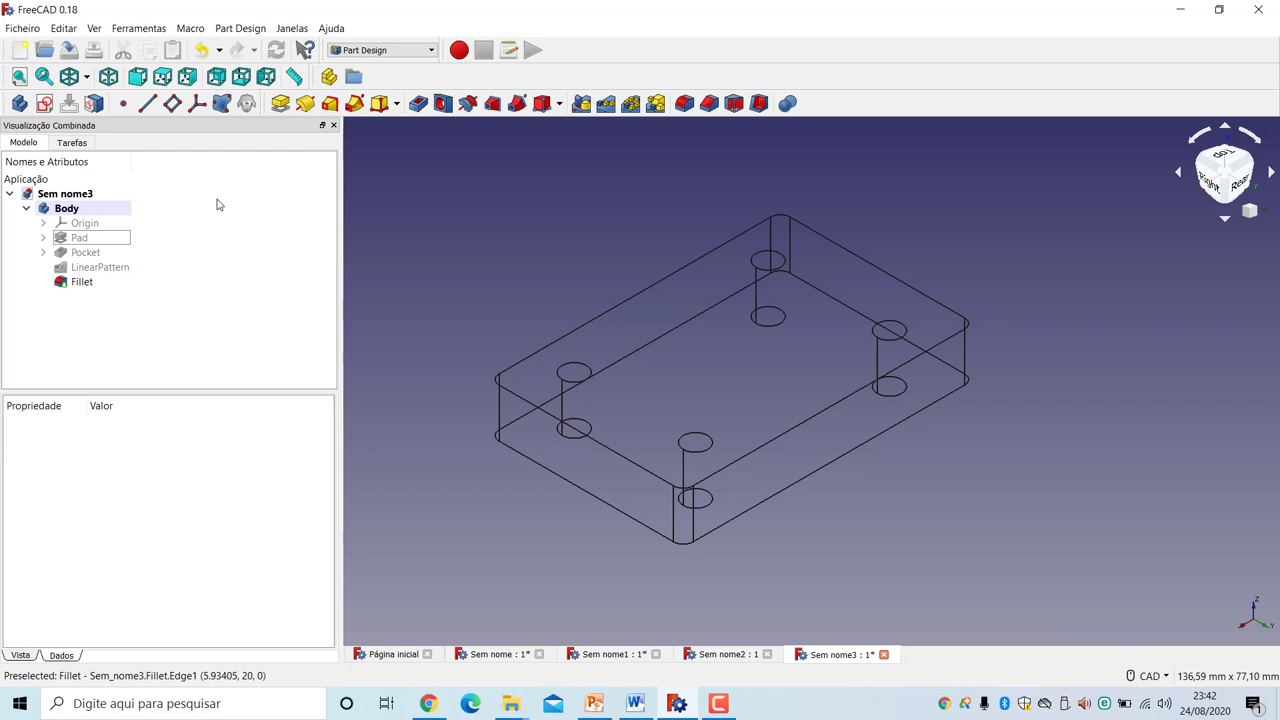 FreeCAD 0.18
Ficheiro Editar Ver Ferramentas Macro Part Design Janelas Ajuda
Part Design
Visualização Combinada
Modelo Tarefas
Nomes e Atributos
Aplicação
Sem nome3
Body
Origin
Pad
Pocket
LinearPattern
Fillet
Top
Right Rear
Propriedade Valor
Z
Y
Vista Dados
Página inicial Sem nome : 1* Sem nome1 : 1* Sem nome2 : 1 Sem nome3 : 1*
Preselected: Fillet - Sem_nome3.Fillet.Edge1 (5.93405, 20, 0) CAD 136,59 mm x 77,10 mm
Digite aqui para pesquisar
23:42
24/08/2020